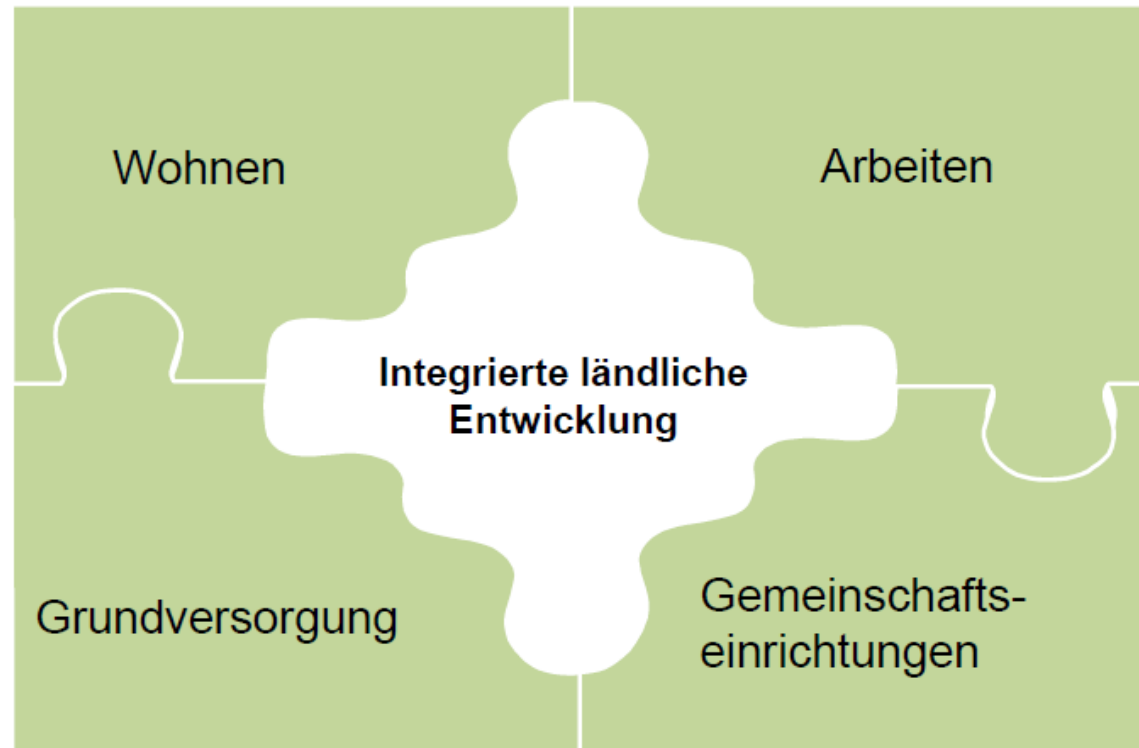 Wohnen
Arbeiten
Integrierte ländliche
Entwicklung
Grundversorgung
Gemeinschafts-
einrichtungen